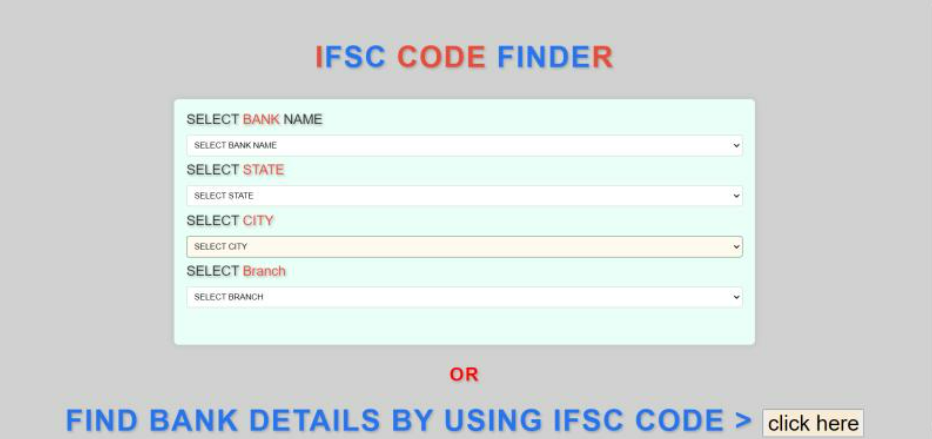 IFSC CODE FINDER
SELECT BANK NAME
SELECT BANK NAME
SELECT STATE
SELECT STATE
SELECT CITY
SELECT CITY
SELECT Branch
SELECT BRANCH
OR
FIND BANK DETAILS BY USING IFSC CODE > click here